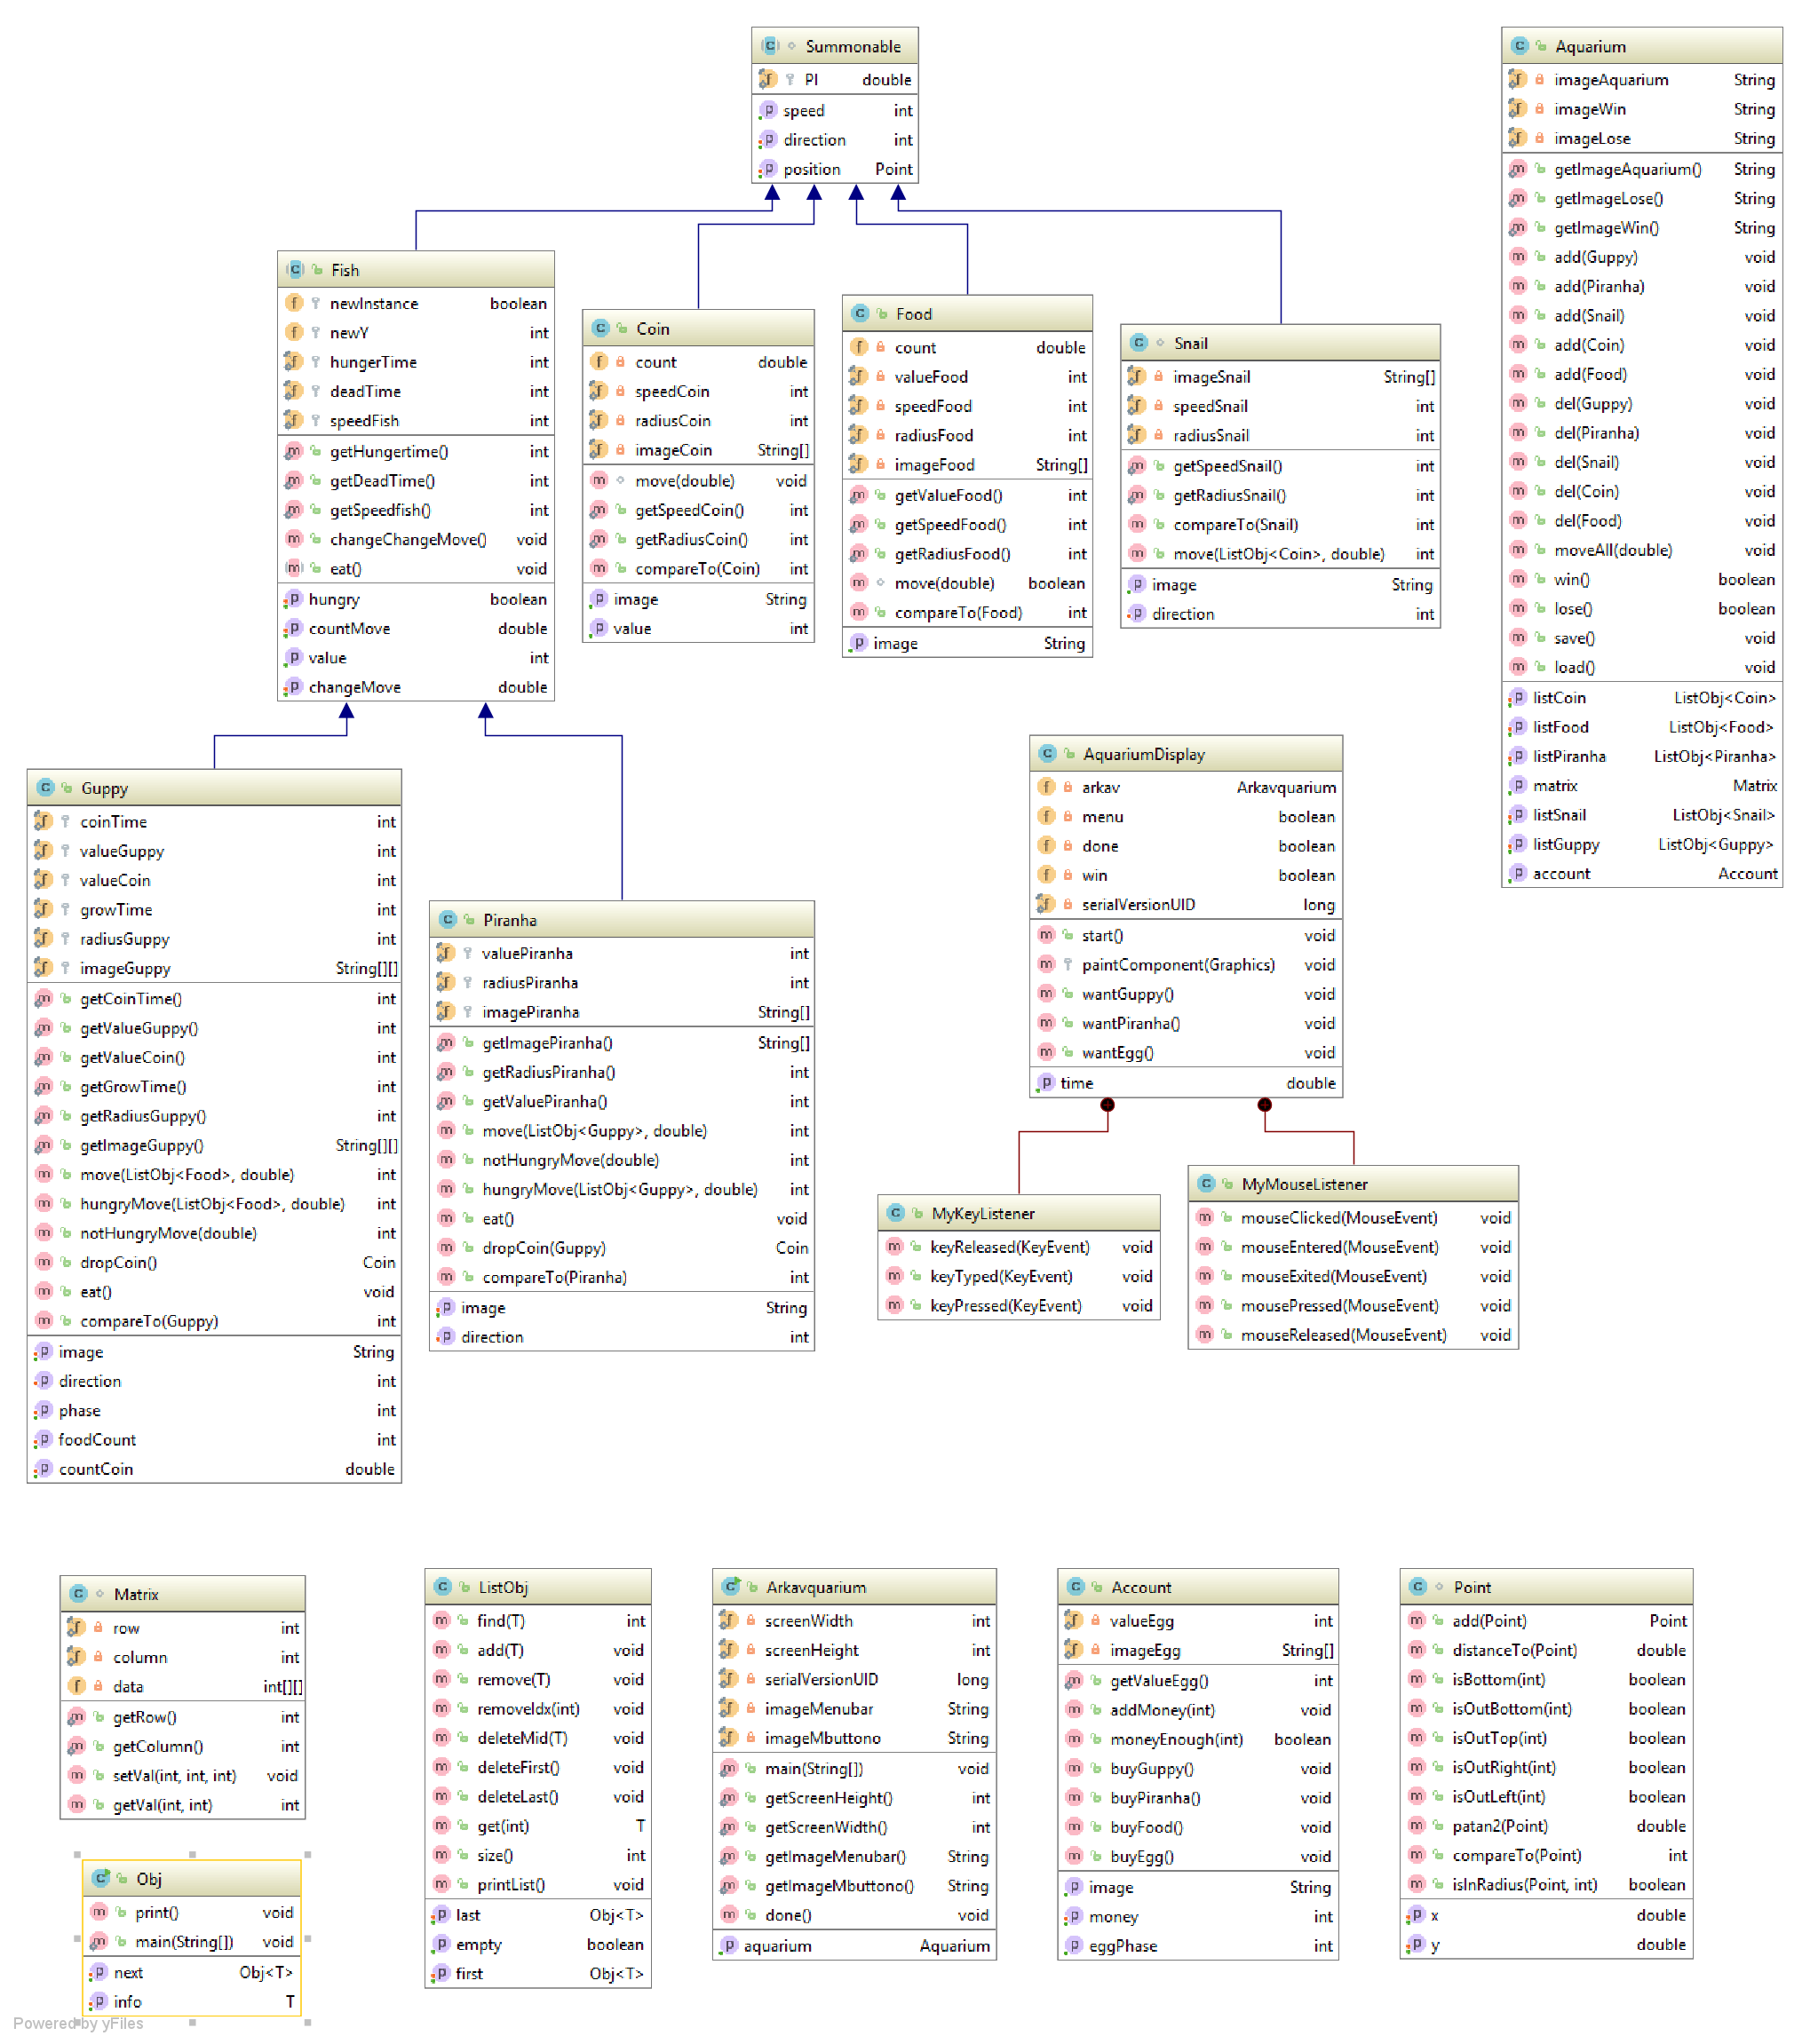 Summonable
PI double
speed int
direction int
position Point
Aquarium
imageAquarium String
imageWin String
imageLose String
getImageAquarium() String
getImageLose() String
getImageWin() String
add(Guppy) void
add(Piranha) void
add(Snail) void
add(Coin) void
add(Food) void
del(Guppy) void
del(Piranha) void
del(Snail) void
del(Coin) void
del(Food) void
moveAll(double) void
win() boolean
lose() boolean
save() void
load() void
listCoin ListObj<Coin>
listFood ListObj<Food>
listPiranha ListObj<Piranha>
matrix Matrix
listSnail ListObj<Snail>
listGuppy ListObj<Guppy>
account Account
Fish
newInstance boolean
newY int
hungerTime int
deadTime int
speedFish int
getHungertime() int
getDeadTime() int
getSpeedfish() int
changeChangeMove() void
eat() void
hungry boolean
countMove double
value int
changeMove double
Coin
count double
speedCoin int
radiusCoin int
imageCoin String[]
move(double) void
getSpeedCoin() int
getRadiusCoin() int
compareTo(Coin) int
image String
value int
Food
count double
valueFood int
speedFood int
radiusFood int
imageFood String[]
getValueFood() int
getSpeedFood() int
getRadiusFood() int
move(double) boolean
compareTo(Food) int
image String
Snail
imageSnail String[]
speedSnail int
radiusSnail int
getSpeedSnail() int
getRadiusSnail() int
compareTo(Snail) int
move(ListObj<Coin>, double) int
image String
direction int
Guppy
coinTime int
valueGuppy int
valueCoin int
growTime int
radiusGuppy int
imageGuppy String[][]
getCoinTime() int
getValueGuppy() int
getValueCoin() int
getGrowTime() int
getRadiusGuppy() int
getImageGuppy() String[][]
move(ListObj<Food>, double) int
hungryMove(ListObj<Food>, double) int
notHungryMove(double) int
dropCoin() Coin
eat() void
compareTo(Guppy) int
image String
direction int
phase int
foodCount int
countCoin double
Piranha
valuePiranha int
radiusPiranha int
imagePiranha String[]
getImagePiranha() String[]
getRadiusPiranha() int
getValuePiranha() int
move(ListObj<Guppy>, double) int
notHungryMove(double) int
hungryMove(ListObj<Guppy>, double) int
eat() void
dropCoin(Guppy) Coin
compareTo(Piranha) int
image String
direction int
AquariumDisplay
arkav Arkavquarium
menu boolean
done boolean
win boolean
serialVersionUID long
start() void
paintComponent(Graphics) void
wantGuppy() void
wantPiranha() void
wantEgg() void
time double
MyKeyListener
keyReleased(KeyEvent) void
keyTyped(KeyEvent) void
keyPressed(KeyEvent) void
MyMouseListener
mouseClicked(MouseEvent) void
mouseEntered(MouseEvent) void
mouseExited(MouseEvent) void
mousePressed(MouseEvent) void
mouseReleased(MouseEvent) void
Matrix
row int
column int
data int[][]
getRow() int
getColumn() int
setVal(int, int, int) void
getVal(int, int) int
Obj
print() void
main(String[]) void
next Obj<T>
info T
ListObj
find(T) int
add(T) void
remove(T) void
removeIdx(int) void
deleteMid(T) void
deleteFirst() void
deleteLast() void
get(int) T
size() int
printList() void
last Obj<T>
empty boolean
first Obj<T>
Arkavquarium
screenWidth int
screenHeight int
serialVersionUID long
imageMenubar String
imageMbuttono String
main(String[]) void
getScreenHeight() int
getScreenWidth() int
getImageMenubar() String
getImageMbuttono() String
done() void
aquarium Aquarium
Account
valueEgg int
imageEgg String[]
getValueEgg() int
addMoney(int) void
moneyEnough(int) boolean
buyGuppy() void
buyPiranha() void
buyFood() void
buyEgg() void
image String
money int
eggPhase int
Point
add(Point) Point
distanceTo(Point) double
isBottom(int) boolean
isOutBottom(int) boolean
isOutTop(int) boolean
isOutRight(int) boolean
isOutLeft(int) boolean
patan2(Point) double
compareTo(Point) int
isInRadius(Point, int) boolean
x double
y double
Powered by yFiles